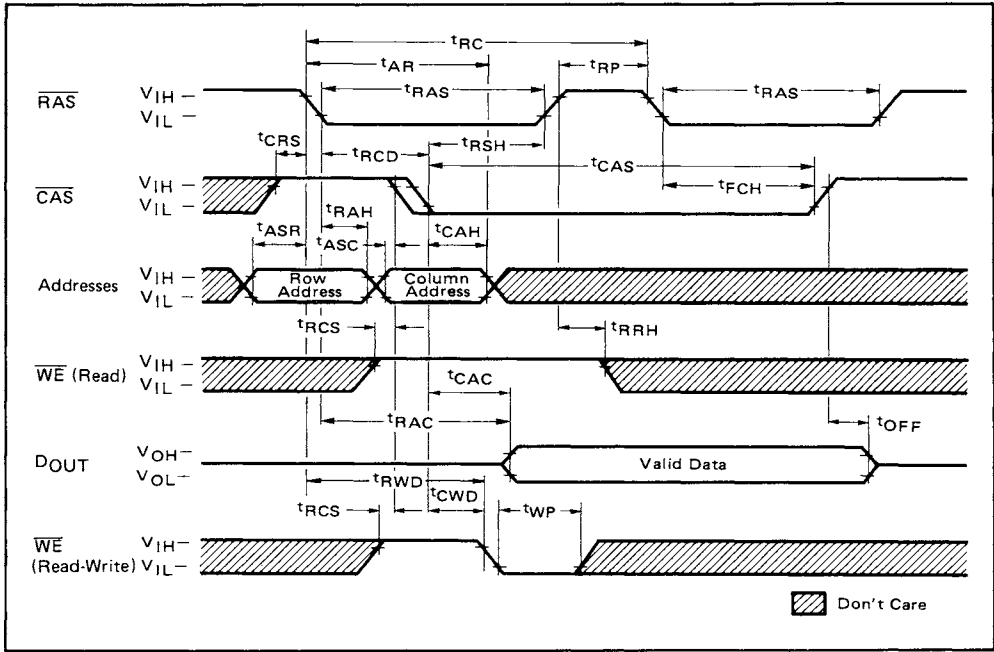 tRC
tAR
tRP
RAS VIH
VIL
tRAS
tRAS
tCRS
tRCD
tRSH
tCAS
CAS VIH
VIL
tFCH
tRAH
tASR
tASC
tCAH
Addresses VIH
VIL
Row
Address
Column
Address
tRCS
tRRH
WE (Read) VIH
VIL
tCAC
tRAC
tOFF
DOUT VOH
VOL
Valid Data
tRWD
tCWD
tRCS
tWP
WE
(Read-Write)
VIH
VIL
Don't Care